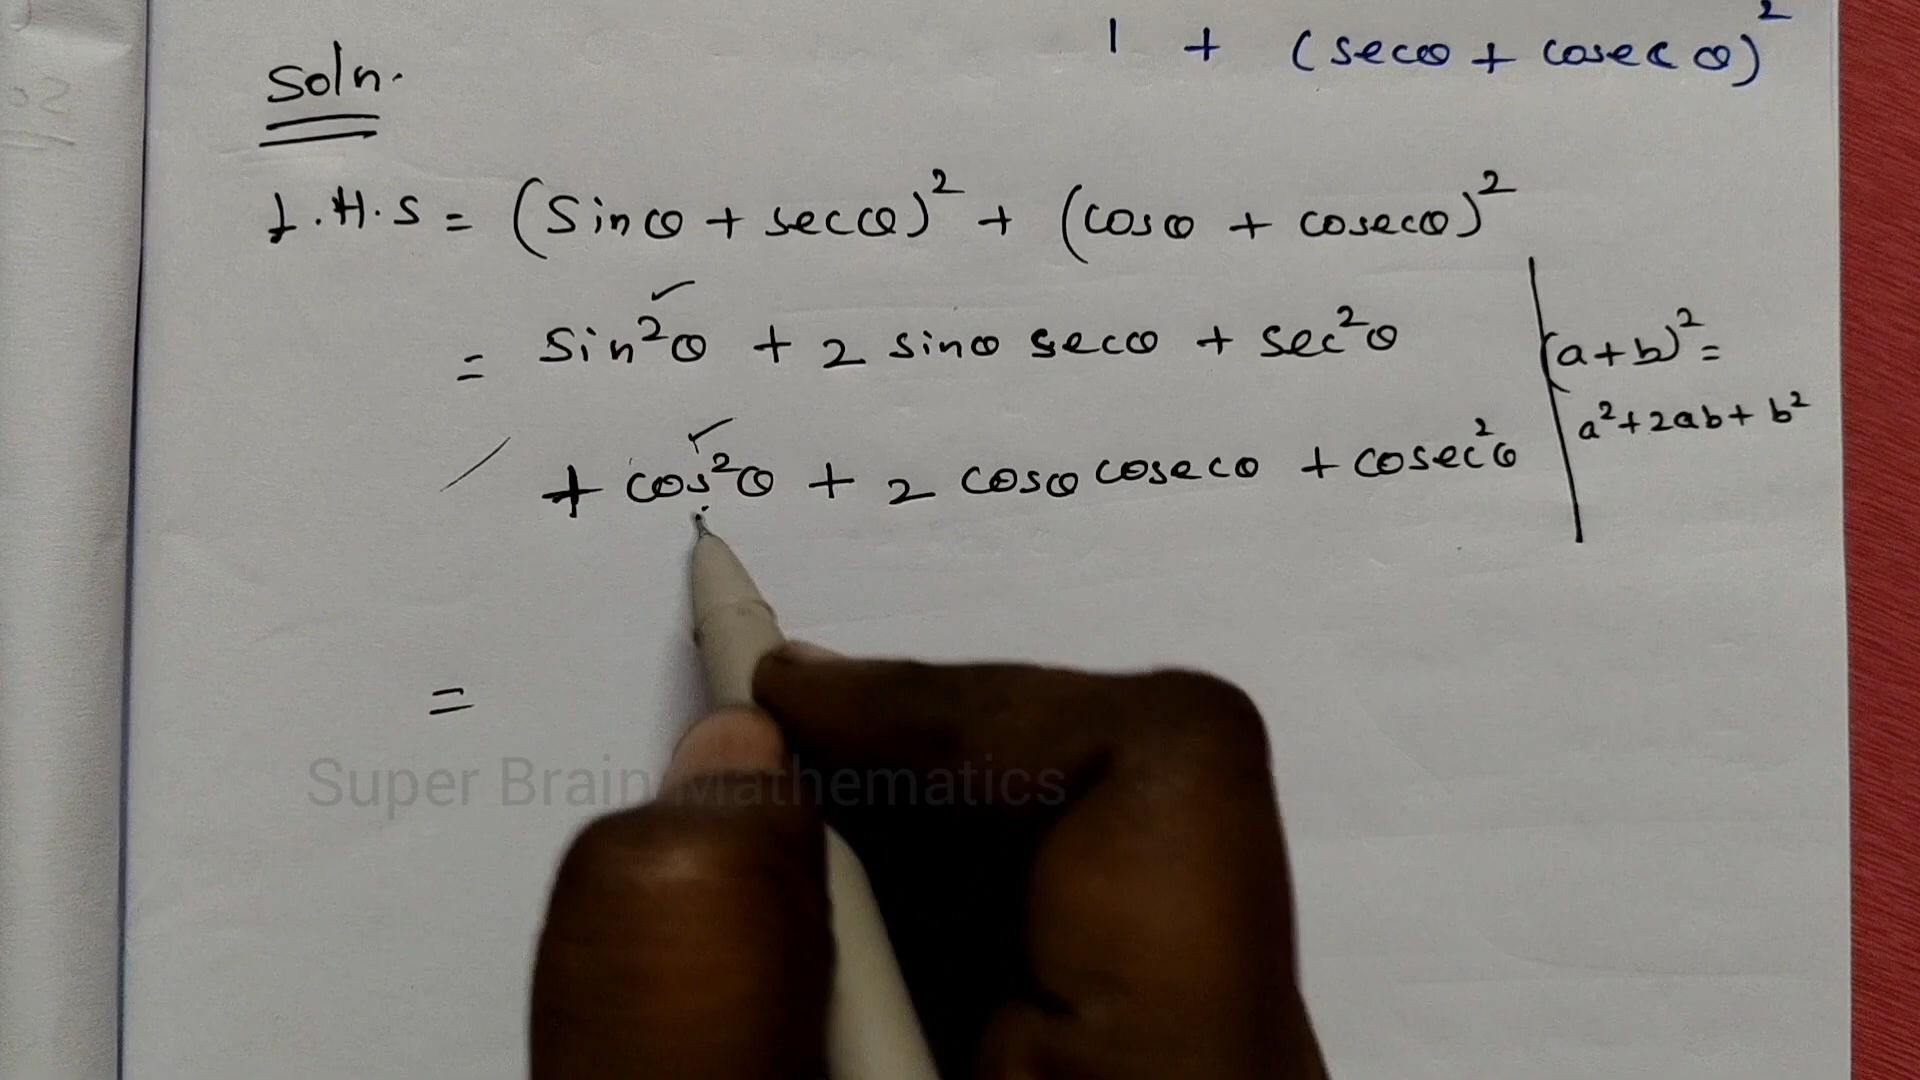 1 + (secθ + cosec θ)²
Soln.
L.H.S = (Sinθ + secθ)² + (cosθ + cosecθ)²
= Sin²θ + 2 sinθ secθ + sec²θ
+ cos²θ + 2 cosθ cosecθ + cosec²θ
(a+b)² =
a²+2ab+b²
=
Super Brain Mathematics